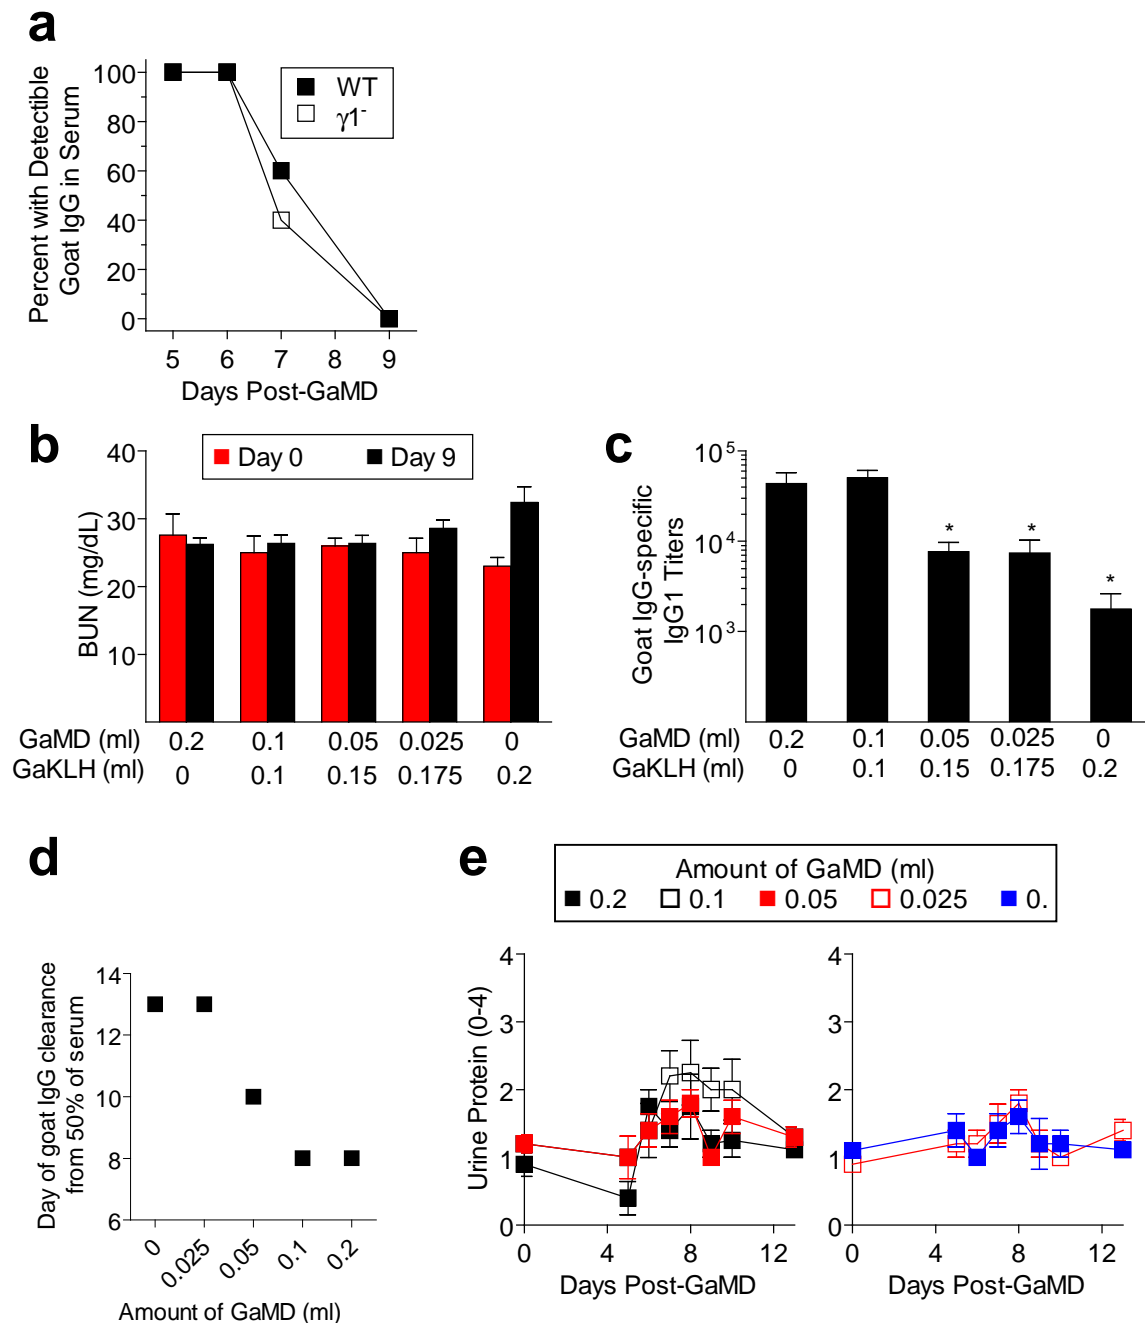 a
Percent with Detectible
Goat IgG in Serum
100
80
60
40
20
0
WT
γ1⁻
5 6 7 8 9
Days Post-GaMD
b
BUN (mg/dL)
40
30
20
10
Day 0 Day 9
GaMD (ml) 0.2 0.1 0.05 0.025 0
GaKLH (ml) 0 0.1 0.15 0.175 0.2
c
Goat IgG-specific
IgG1 Titers
10⁵
10⁴
10³
* * *
GaMD (ml) 0.2 0.1 0.05 0.025 0
GaKLH (ml) 0 0.1 0.15 0.175 0.2
d
Day of goat IgG clearance
from 50% of serum
14
12
10
8
6
0 0.025 0.05 0.1 0.2
Amount of GaMD (ml)
e
Amount of GaMD (ml)
0.2 0.1 0.05 0.025 0.
Urine Protein (0-4)
4
3
2
1
0
0 4 8 12
Days Post-GaMD
4
3
2
1
0
0 4 8 12
Days Post-GaMD